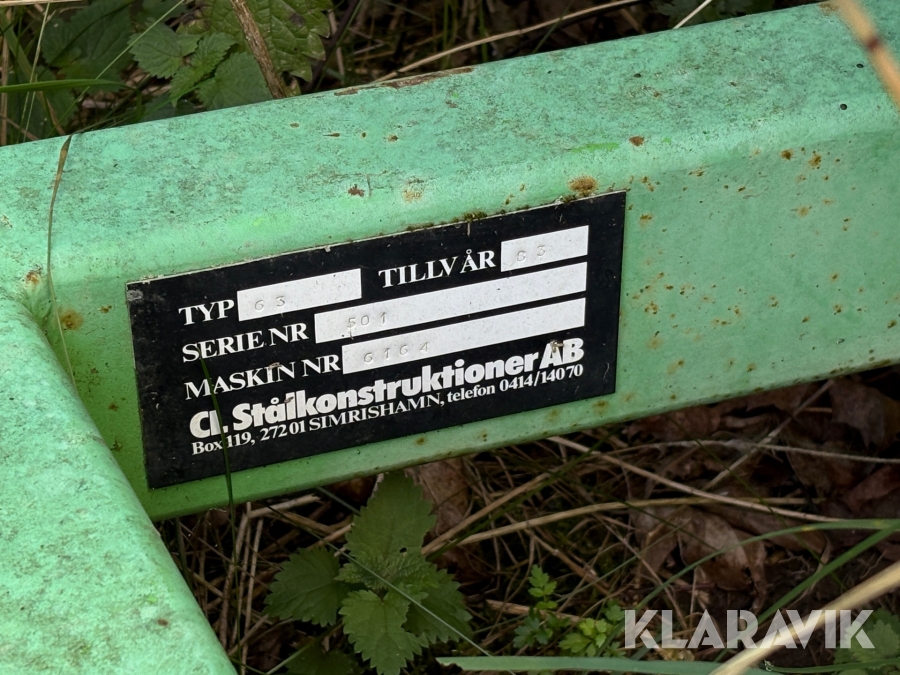 TYP 63 TILLVÅR 83
SERIE NR 501
MASKIN NR 6164
CI. Stålkonstruktioner AB
Box 119, 272 01 SIMRISHAMN, telefon 0414/140 70
KLARAVIK